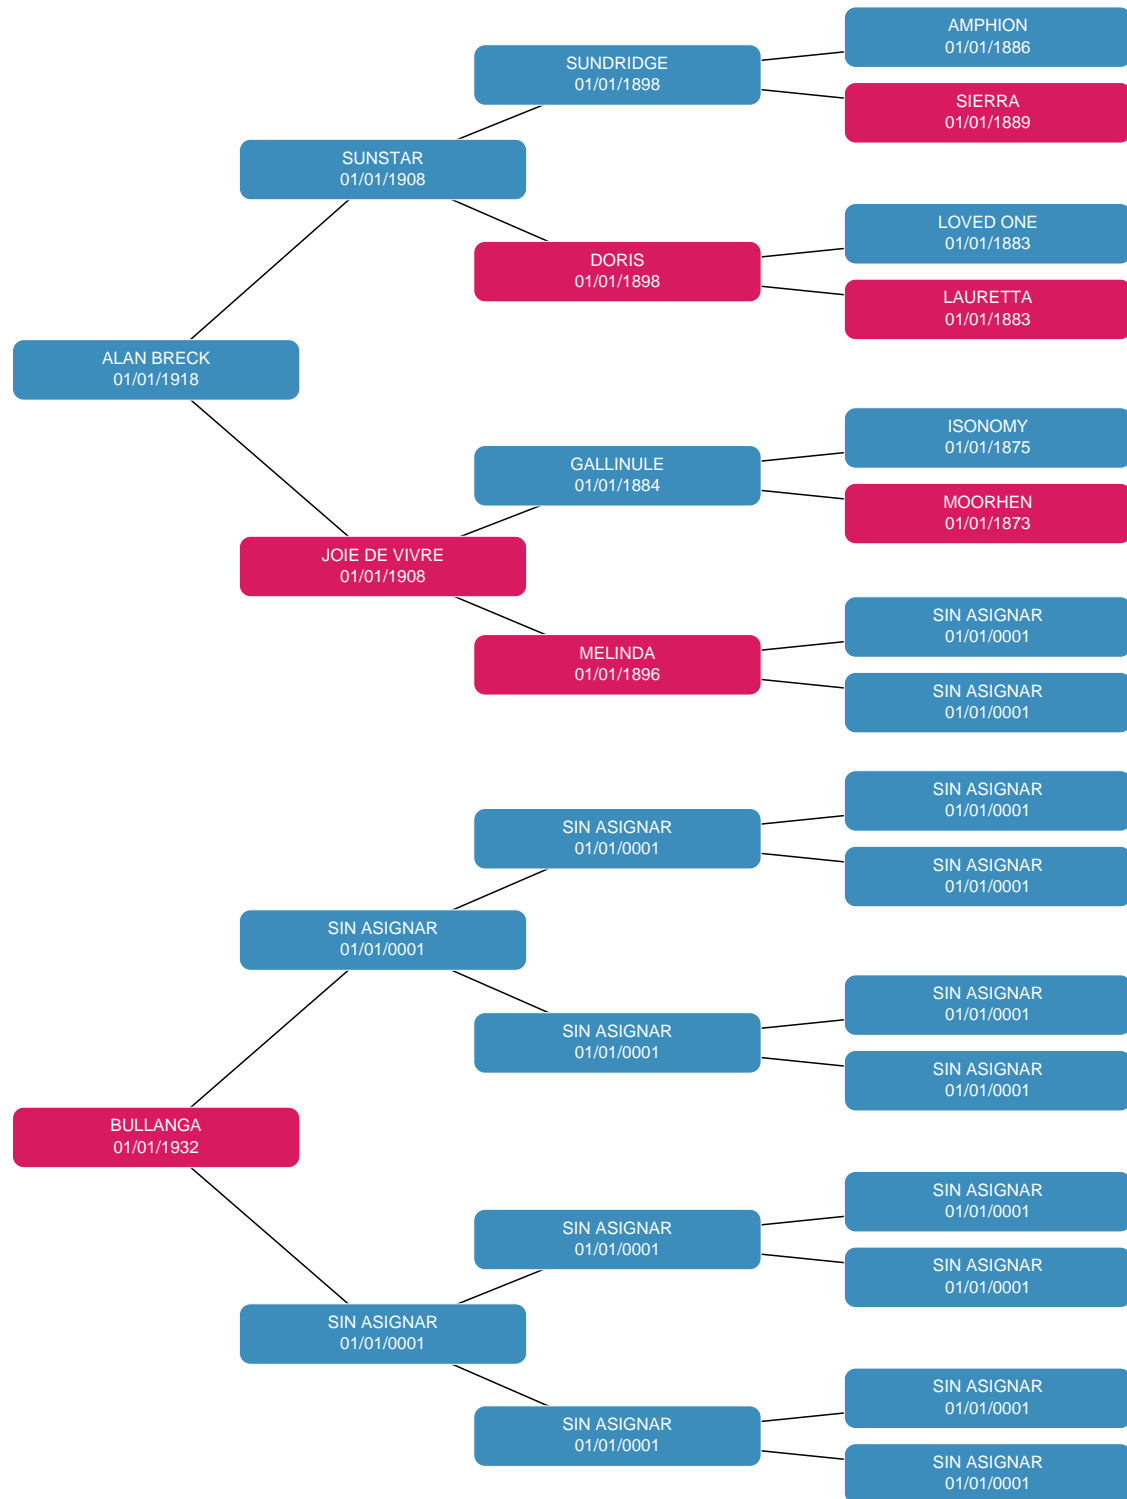 AMPHION
01/01/1886
SUNDRIDGE
01/01/1898
SIERRA
01/01/1889
SUNSTAR
01/01/1908
LOVED ONE
01/01/1883
DORIS
01/01/1898
LAURETTA
01/01/1883
ALAN BRECK
01/01/1918
ISONOMY
01/01/1875
GALLINULE
01/01/1884
MOORHEN
01/01/1873
JOIE DE VIVRE
01/01/1908
SIN ASIGNAR
01/01/0001
MELINDA
01/01/1896
SIN ASIGNAR
01/01/0001
SIN ASIGNAR
01/01/0001
SIN ASIGNAR
01/01/0001
SIN ASIGNAR
01/01/0001
SIN ASIGNAR
01/01/0001
SIN ASIGNAR
01/01/0001
SIN ASIGNAR
01/01/0001
SIN ASIGNAR
01/01/0001
BULLANGA
01/01/1932
SIN ASIGNAR
01/01/0001
SIN ASIGNAR
01/01/0001
SIN ASIGNAR
01/01/0001
SIN ASIGNAR
01/01/0001
SIN ASIGNAR
01/01/0001
SIN ASIGNAR
01/01/0001
SIN ASIGNAR
01/01/0001